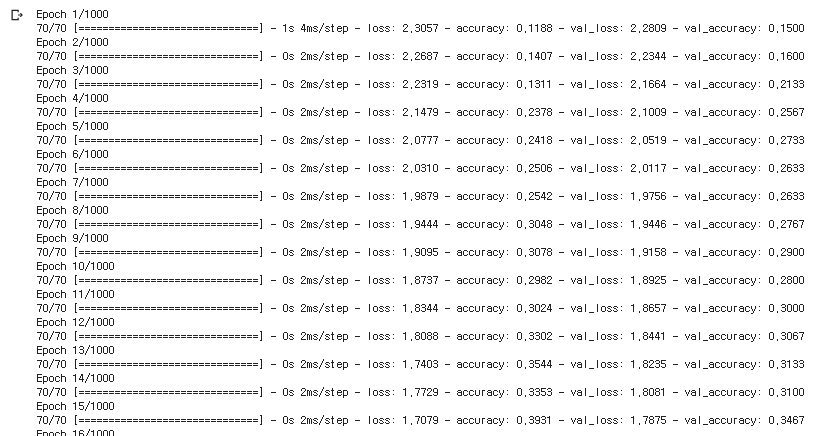 Epoch 1/1000
70/70 [==============================] - 1s 4ms/step - loss: 2.3057 - accuracy: 0.1188 - val_loss: 2.2809 - val_accuracy: 0.1500
Epoch 2/1000
70/70 [==============================] - 0s 2ms/step - loss: 2.2687 - accuracy: 0.1407 - val_loss: 2.2344 - val_accuracy: 0.1600
Epoch 3/1000
70/70 [==============================] - 0s 2ms/step - loss: 2.2319 - accuracy: 0.1311 - val_loss: 2.1664 - val_accuracy: 0.2133
Epoch 4/1000
70/70 [==============================] - 0s 2ms/step - loss: 2.1479 - accuracy: 0.2378 - val_loss: 2.1009 - val_accuracy: 0.2567
Epoch 5/1000
70/70 [==============================] - 0s 2ms/step - loss: 2.0777 - accuracy: 0.2418 - val_loss: 2.0519 - val_accuracy: 0.2733
Epoch 6/1000
70/70 [==============================] - 0s 2ms/step - loss: 2.0310 - accuracy: 0.2506 - val_loss: 2.0117 - val_accuracy: 0.2633
Epoch 7/1000
70/70 [==============================] - 0s 2ms/step - loss: 1.9879 - accuracy: 0.2542 - val_loss: 1.9756 - val_accuracy: 0.2633
Epoch 8/1000
70/70 [==============================] - 0s 2ms/step - loss: 1.9444 - accuracy: 0.3048 - val_loss: 1.9446 - val_accuracy: 0.2767
Epoch 9/1000
70/70 [==============================] - 0s 2ms/step - loss: 1.9095 - accuracy: 0.3078 - val_loss: 1.9158 - val_accuracy: 0.2900
Epoch 10/1000
70/70 [==============================] - 0s 2ms/step - loss: 1.8737 - accuracy: 0.2982 - val_loss: 1.8925 - val_accuracy: 0.2800
Epoch 11/1000
70/70 [==============================] - 0s 2ms/step - loss: 1.8344 - accuracy: 0.3024 - val_loss: 1.8657 - val_accuracy: 0.3000
Epoch 12/1000
70/70 [==============================] - 0s 2ms/step - loss: 1.8088 - accuracy: 0.3302 - val_loss: 1.8441 - val_accuracy: 0.3067
Epoch 13/1000
70/70 [==============================] - 0s 2ms/step - loss: 1.7403 - accuracy: 0.3544 - val_loss: 1.8235 - val_accuracy: 0.3133
Epoch 14/1000
70/70 [==============================] - 0s 2ms/step - loss: 1.7729 - accuracy: 0.3353 - val_loss: 1.8081 - val_accuracy: 0.3100
Epoch 15/1000
70/70 [==============================] - 0s 2ms/step - loss: 1.7079 - accuracy: 0.3931 - val_loss: 1.7875 - val_accuracy: 0.3467
Epoch 16/1000